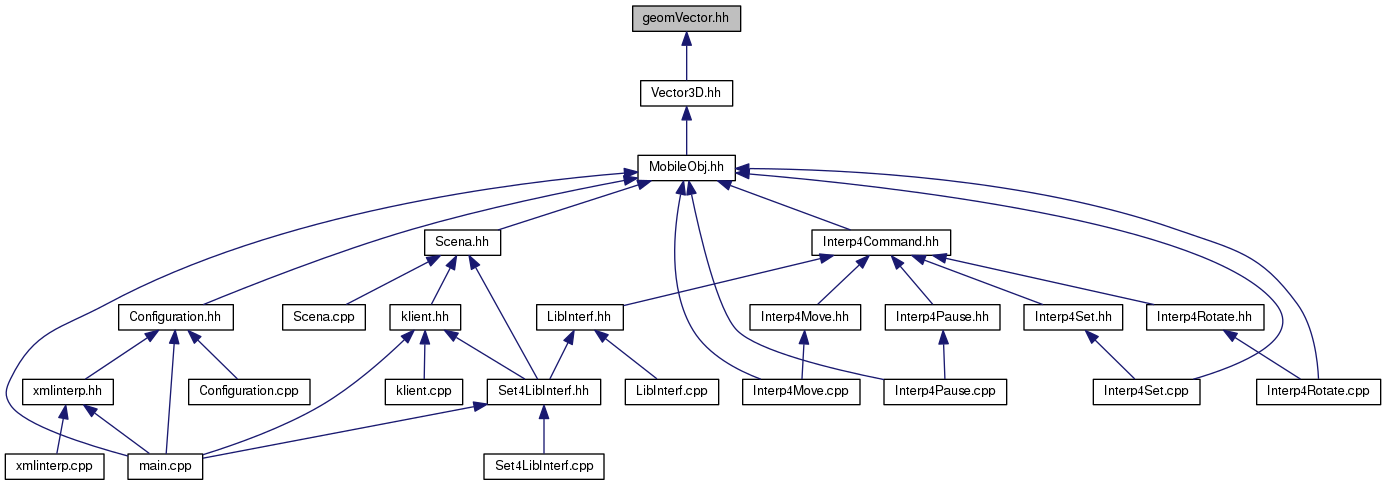 geomVector.hh
Vector3D.hh
MobileObj.hh
Scena.hh
Interp4Command.hh
Configuration.hh
Scena.cpp
klient.hh
LibInterf.hh
Interp4Move.hh
Interp4Pause.hh
Interp4Set.hh
Interp4Rotate.hh
xmlinterp.hh
Configuration.cpp
klient.cpp
Set4LibInterf.hh
LibInterf.cpp
Interp4Move.cpp
Interp4Pause.cpp
Interp4Set.cpp
Interp4Rotate.cpp
xmlinterp.cpp
main.cpp
Set4LibInterf.cpp